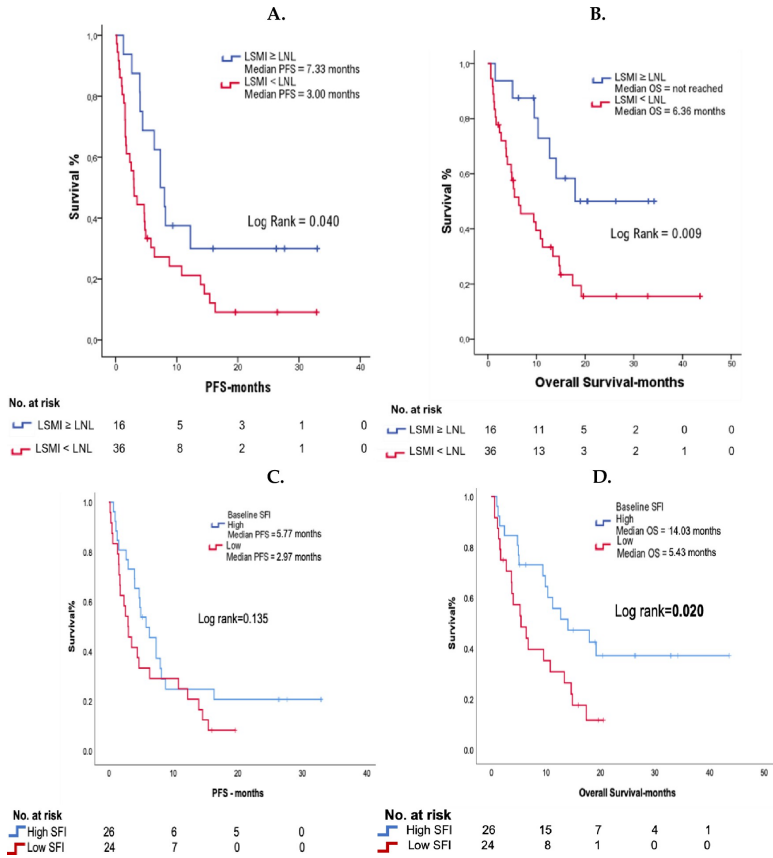 A.
Survival %
1,0
0,8
0,6
0,4
0,2
0,0
LSMI ≥ LNL
Median PFS = 7.33 months
LSMI < LNL
Median PFS = 3.00 months
Log Rank = 0.040
0 10 20 30 40
PFS-months
No. at risk
LSMI ≥ LNL 16 5 3 1 0
LSMI < LNL 36 8 2 1 0
B.
Survival %
1,0
0,8
0,6
0,4
0,2
0,0
LSMI ≥ LNL
Median OS = not reached
LSMI < LNL
Median OS = 6.36 months
Log Rank = 0.009
0 10 20 30 40 50
Overall Survival-months
No. at risk
LSMI ≥ LNL 16 11 5 2 0 0
LSMI < LNL 36 13 3 2 1 0
C.
Survival%
1.0
0.8
0.6
0.4
0.2
0.0
Baseline SFI
High
Median PFS =5.77 months
Low
Median PFS =2.97 months
Log rank=0.135
0 10 20 30 40
PFS - months
No. at risk
High SFI 26 6 5 0
Low SFI 24 7 0 0
D.
Survival%
1.0
0.8
0.6
0.4
0.2
0.0
Baseline SFI
High
Median OS = 14.03 months
Low
Median OS = 5.43 months
Log rank=0.020
0 10 20 30 40 50
Overall Survival-months
No. at risk
High SFI 26 15 7 4 1
Low SFI 24 8 1 0 0